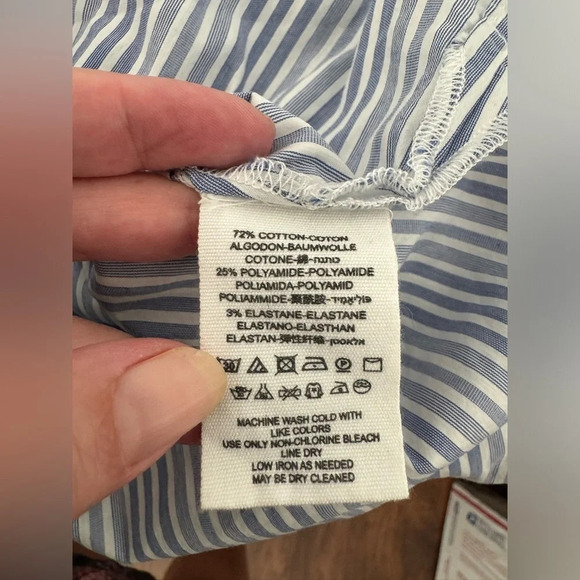 72% COTTON-COTON
ALGODON-BAUMWOLLE
COTONE-綿-כותנה
25% POLYAMIDE-POLYAMIDE
POLIAMIDA-POLYAMID
POLIAMMIDE-聚酰胺-פוליאמיד
3% ELASTANE-ELASTANE
ELASTANO-ELASTHAN
ELASTAN-弹性纤维-אלאסטן
30
P
MACHINE WASH COLD WITH
LIKE COLORS
USE ONLY NON-CHLORINE BLEACH
LINE DRY
LOW IRON AS NEEDED
MAY BE DRY CLEANED